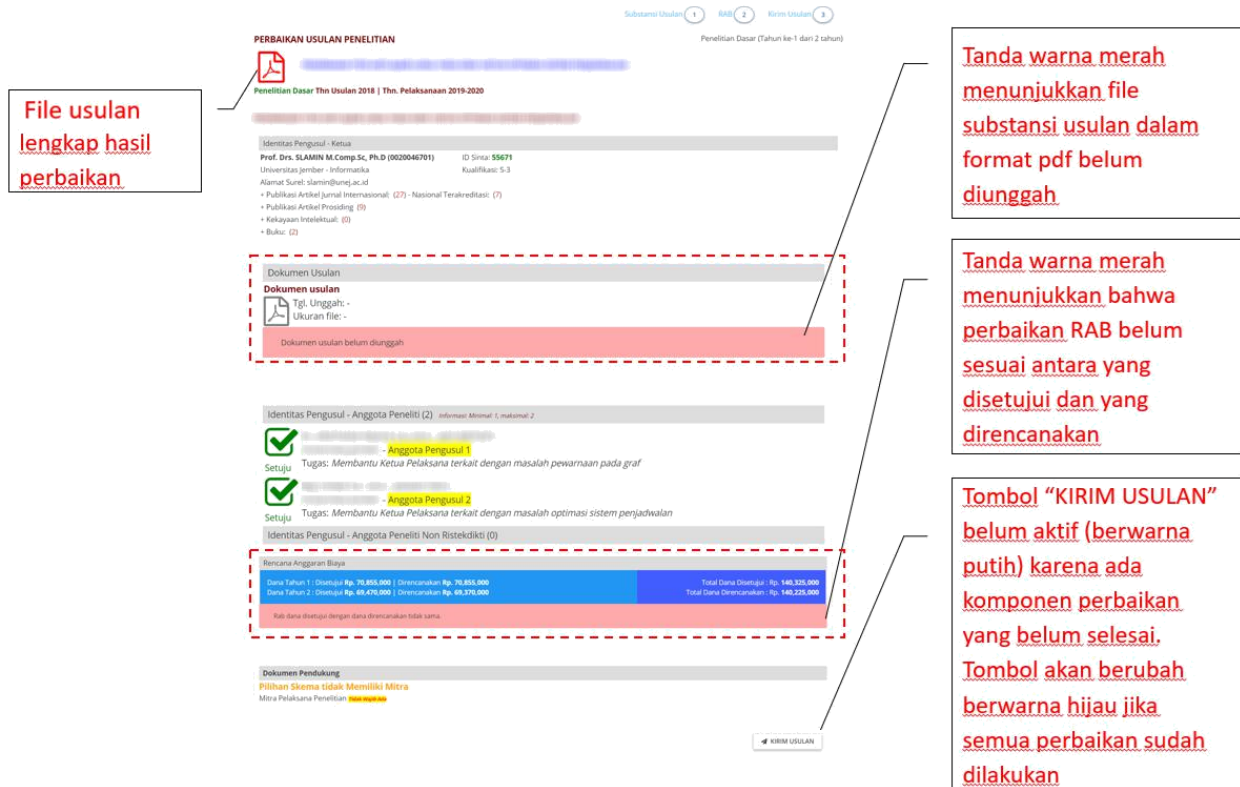 Substansi Usulan 1 RAB 2 Kirim Usulan 3
PERBAIKAN USULAN PENELITIAN
Penelitian Dasar (Tahun ke-1 dari 2 tahun)
Penelitian Dasar Thn Usulan 2018 | Thn. Pelaksanaan 2019-2020
File usulan
lengkap hasil
perbaikan
Identitas Pengusul - Ketua
Prof. Drs. SLAMIN M.Comp.Sc, Ph.D (0020046701) ID Sinta: 55671
Universitas Jember - Informatika Kualifikasi: S-3
Alamat Surel: slamin@unej.ac.id
+ Publikasi Artikel Jurnal Internasional: (27) - Nasional Terakreditasi: (7)
+ Publikasi Artikel Prosiding (9)
+ Kekayaan Intelektual: (0)
+ Buku: (2)
Dokumen Usulan
Dokumen usulan
Tgl. Unggah: -
Ukuran file: -
Dokumen usulan belum diunggah
Identitas Pengusul - Anggota Peneliti (2) Informasi: Minimal: 1, maksimal: 2
- Anggota Pengusul 1
Setuju Tugas: Membantu Ketua Pelaksana terkait dengan masalah pewarnaan pada graf
- Anggota Pengusul 2
Setuju Tugas: Membantu Ketua Pelaksana terkait dengan masalah optimasi sistem penjadwalan
Identitas Pengusul - Anggota Peneliti Non Ristekdikti (0)
Rencana Anggaran Biaya
Dana Tahun 1 : Disetujui Rp. 70,855,000 | Direncanakan Rp. 70,855,000 Total Dana Disetujui : Rp. 140,325,000
Dana Tahun 2 : Disetujui Rp. 69,470,000 | Direncanakan Rp. 69,370,000 Total Dana Direncanakan : Rp. 140,225,000
Rab dana disetujui dengan dana direncanakan tidak sama.
Dokumen Pendukung
Pilihan Skema tidak Memiliki Mitra
Mitra Pelaksana Penelitian Tidak Wajib Ada
KIRIM USULAN
Tanda warna merah
menunjukkan file
substansi usulan dalam
format pdf belum
diunggah
Tanda warna merah
menunjukkan bahwa
perbaikan RAB belum
sesuai antara yang
disetujui dan yang
direncanakan
Tombol “KIRIM USULAN”
belum aktif (berwarna
putih) karena ada
komponen perbaikan
yang belum selesai.
Tombol akan berubah
berwarna hijau jika
semua perbaikan sudah
dilakukan